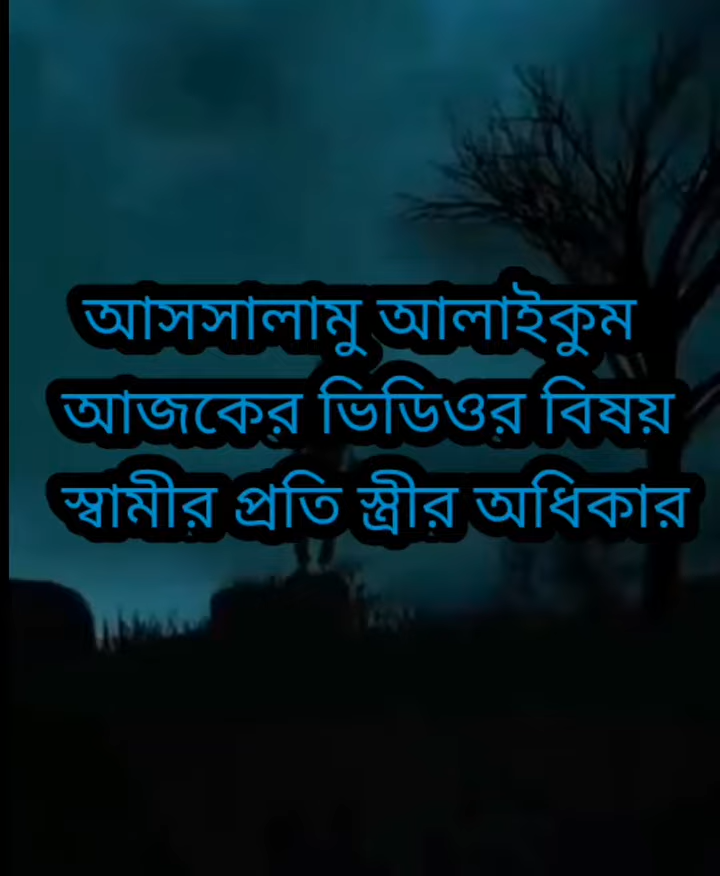 আসসালামু আলাইকুম
আজকের ভিডিওর বিষয়
স্বামীর প্রতি স্ত্রীর অধিকার